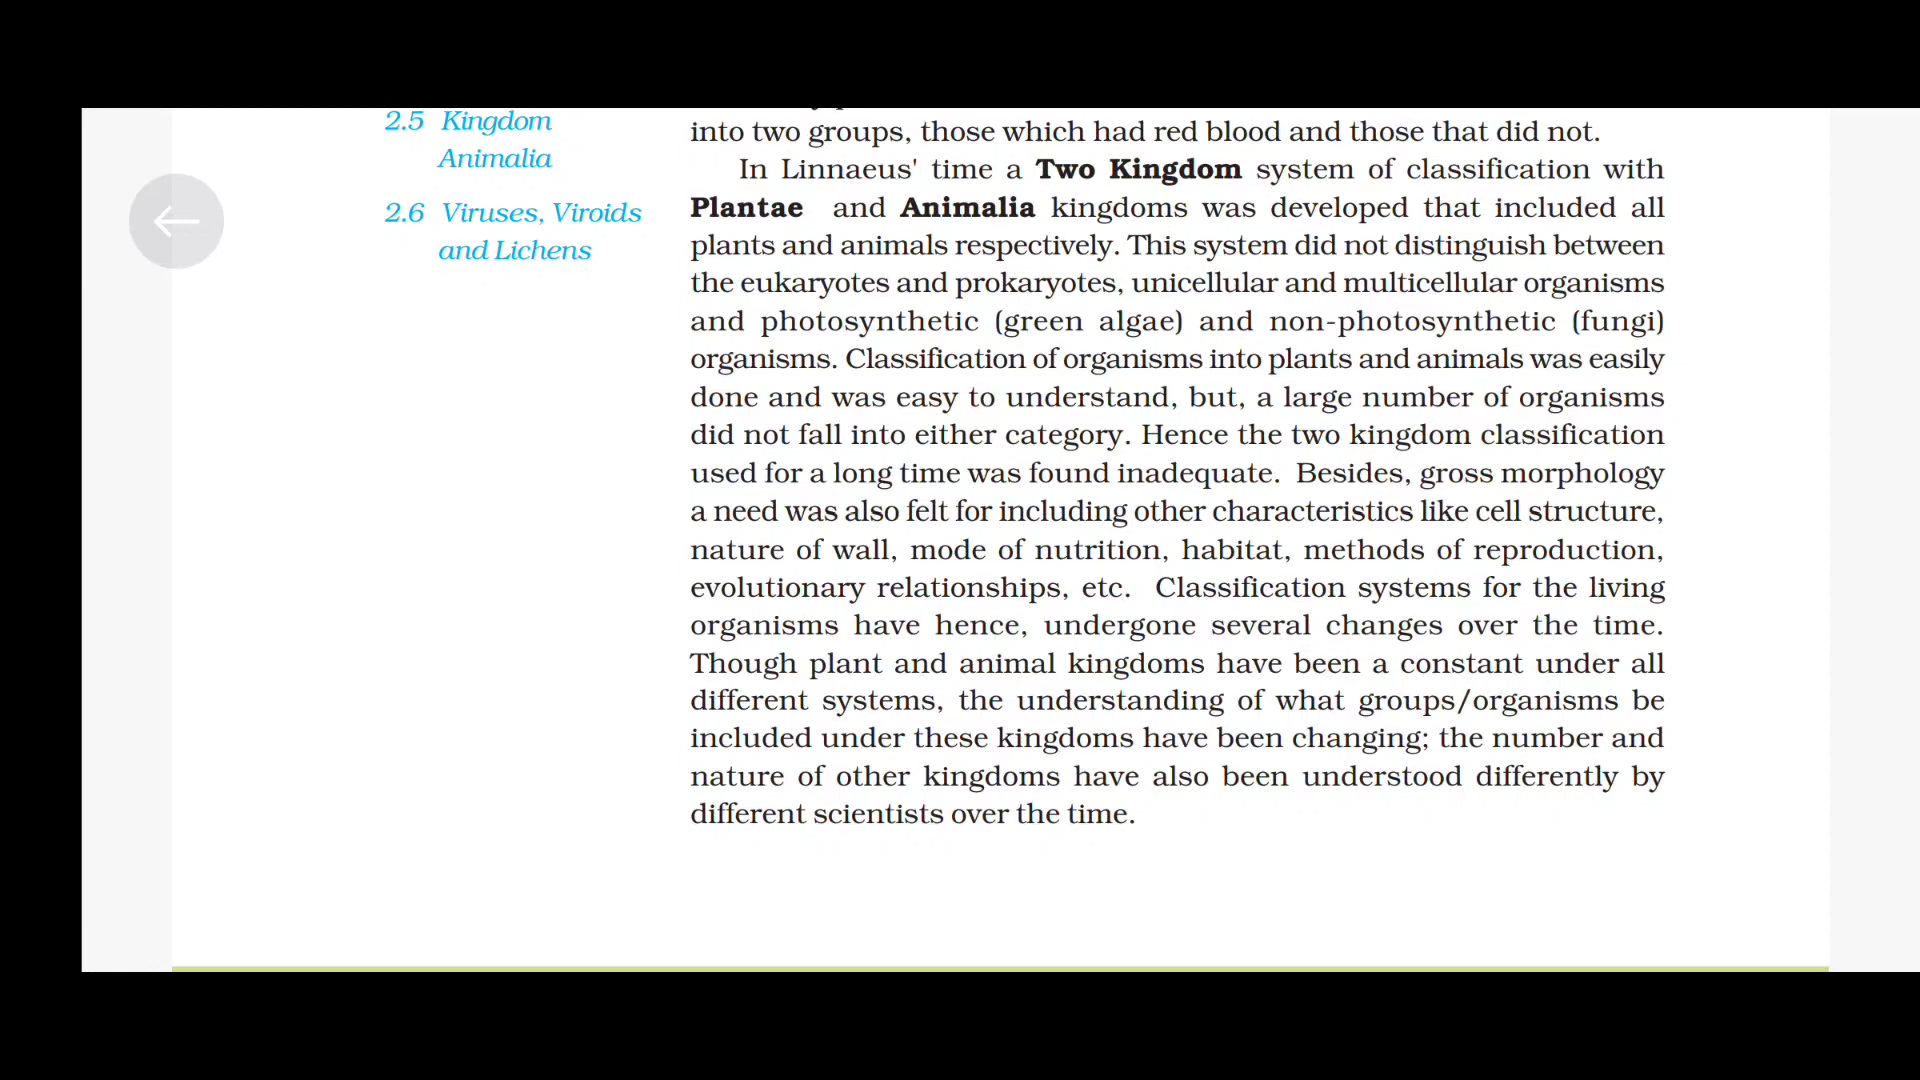 2.5 Kingdom
Animalia
2.6 Viruses, Viroids
and Lichens
into two groups, those which had red blood and those that did not.
In Linnaeus' time a Two Kingdom system of classification with
Plantae and Animalia kingdoms was developed that included all
plants and animals respectively. This system did not distinguish between
the eukaryotes and prokaryotes, unicellular and multicellular organisms
and photosynthetic (green algae) and non-photosynthetic (fungi)
organisms. Classification of organisms into plants and animals was easily
done and was easy to understand, but, a large number of organisms
did not fall into either category. Hence the two kingdom classification
used for a long time was found inadequate. Besides, gross morphology
a need was also felt for including other characteristics like cell structure,
nature of wall, mode of nutrition, habitat, methods of reproduction,
evolutionary relationships, etc. Classification systems for the living
organisms have hence, undergone several changes over the time.
Though plant and animal kingdoms have been a constant under all
different systems, the understanding of what groups/organisms be
included under these kingdoms have been changing; the number and
nature of other kingdoms have also been understood differently by
different scientists over the time.